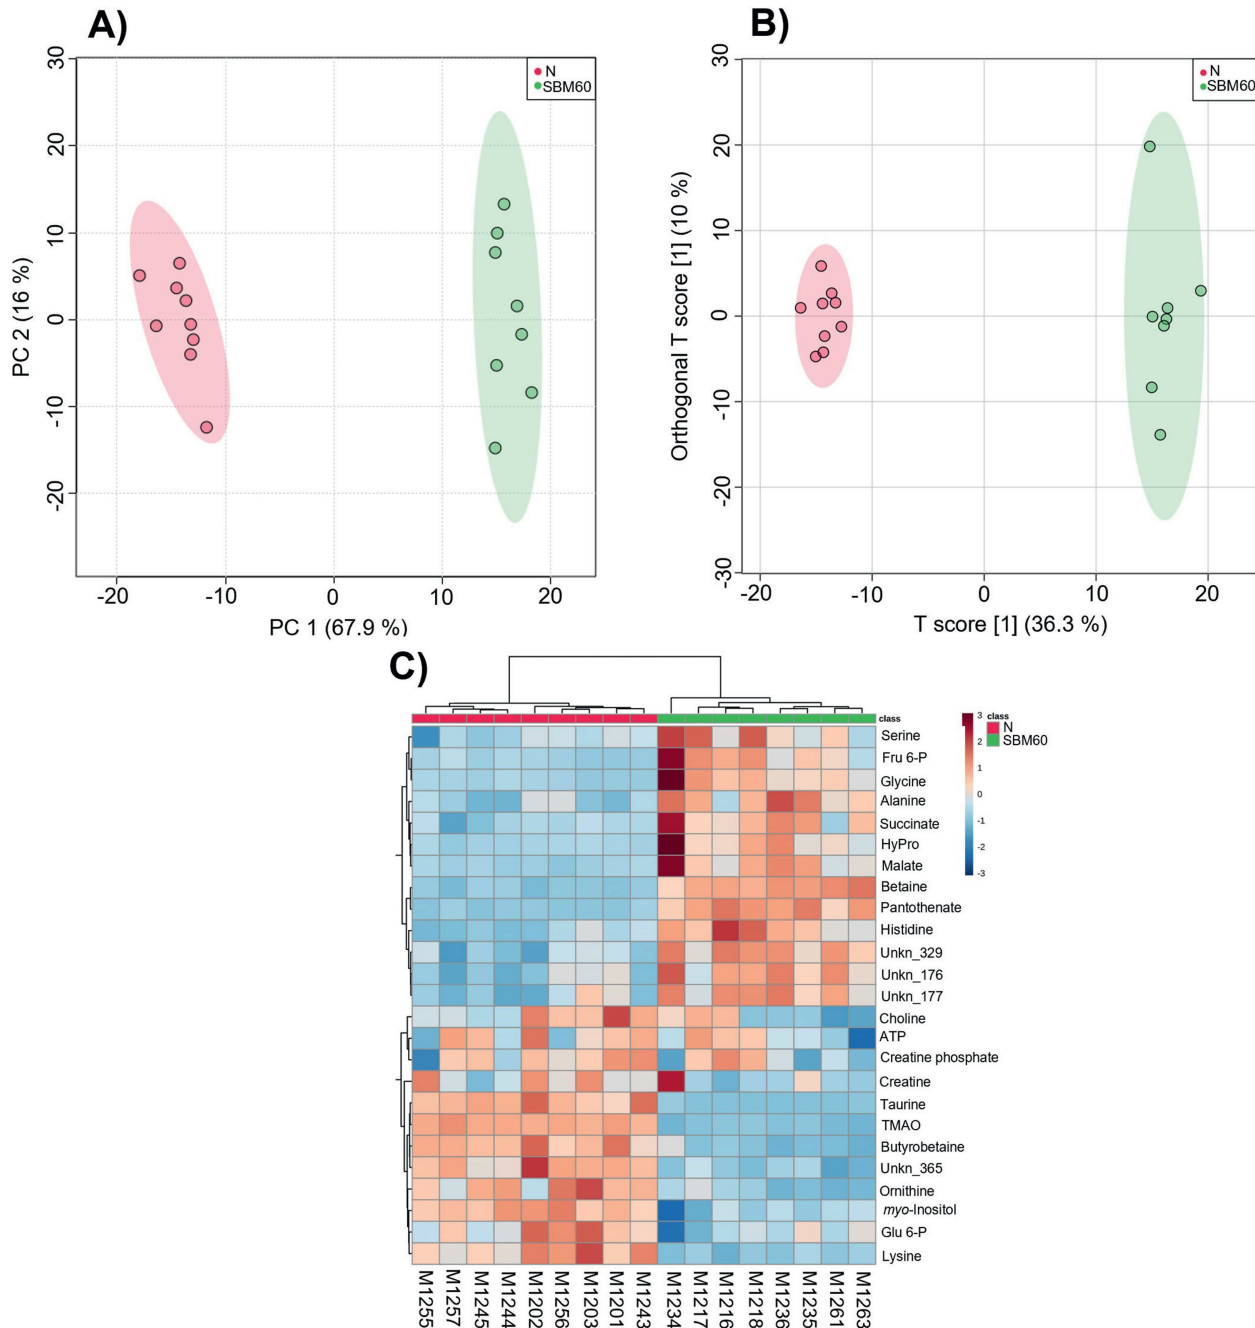 A)
30
20
10
0
-10
-20
PC 2 (16 %)
N
SBM60
-20
-10
0
10
20
PC 1 (67.9 %)
B)
30
20
10
0
-10
-20
-30
Orthogonal T score [1] (10 %)
N
SBM60
-20
-10
0
10
20
T score [1] (36.3 %)
C)
class
Serine
Fru 6-P
Glycine
Alanine
Succinate
HyPro
Malate
Betaine
Pantothenate
Histidine
Unkn_329
Unkn_176
Unkn_177
Choline
ATP
Creatine phosphate
Creatine
Taurine
TMAO
Butyrobetaine
Unkn_365
Ornithine
myo-Inositol
Glu 6-P
Lysine
3
2
1
0
-1
-2
-3
class
N
SBM60
M1255
M1257
M1245
M1244
M1202
M1256
M1203
M1201
M1243
M1234
M1217
M1216
M1218
M1236
M1235
M1261
M1263